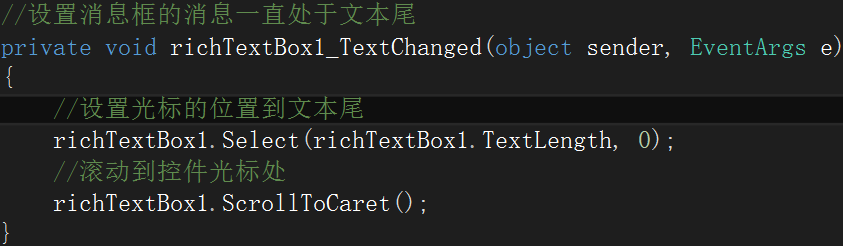 //设置消息框的消息一直处于文本尾
private void richTextBox1_TextChanged(object sender, EventArgs e)
{
//设置光标的位置到文本尾
richTextBox1.Select(richTextBox1.TextLength, 0);
//滚动到控件光标处
richTextBox1.ScrollToCaret();
}